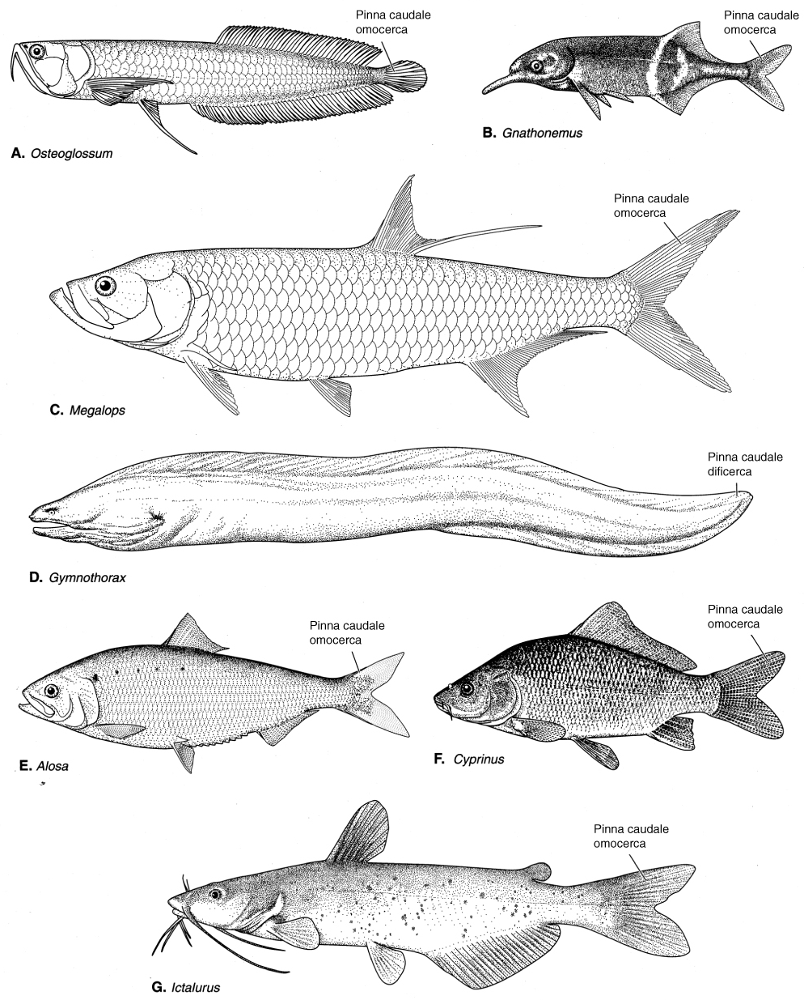 Pinna caudale
omocerca
A. Osteoglossum
Pinna caudale
omocerca
B. Gnathonemus
Pinna caudale
omocerca
C. Megalops
Pinna caudale
dificerca
D. Gymnothorax
Pinna caudale
omocerca
E. Alosa
Pinna caudale
omocerca
F. Cyprinus
Pinna caudale
omocerca
G. Ictalurus